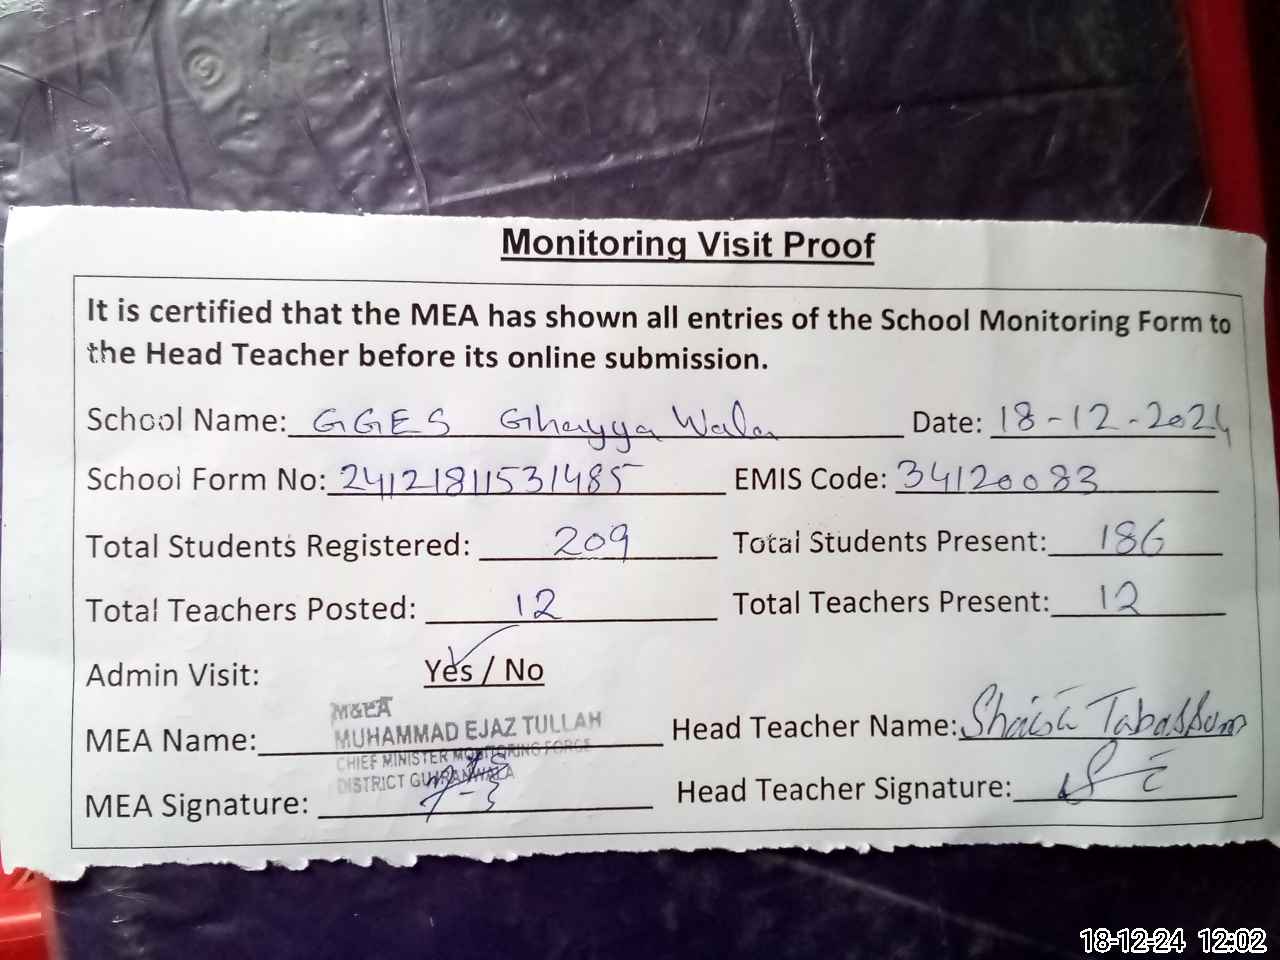 Monitoring Visit Proof
It is certified that the MEA has shown all entries of the School Monitoring Form to
the Head Teacher before its online submission.
School Name: GGES Ghayya Wala Date: 18-12-2024
School Form No: 24121811531485 EMIS Code: 34120083
Total Students Registered: 209 Total Students Present: 186
Total Teachers Posted: 12 Total Teachers Present: 12
Admin Visit: Yes / No
M&EA
MEA Name: MUHAMMAD EJAZ TULLAH Head Teacher Name: Shaista Tabassum
CHIEF MINISTER MONITORING FORCE
DISTRICT GUJRANWALA
MEA Signature: Head Teacher Signature:
18-12-24 12:02